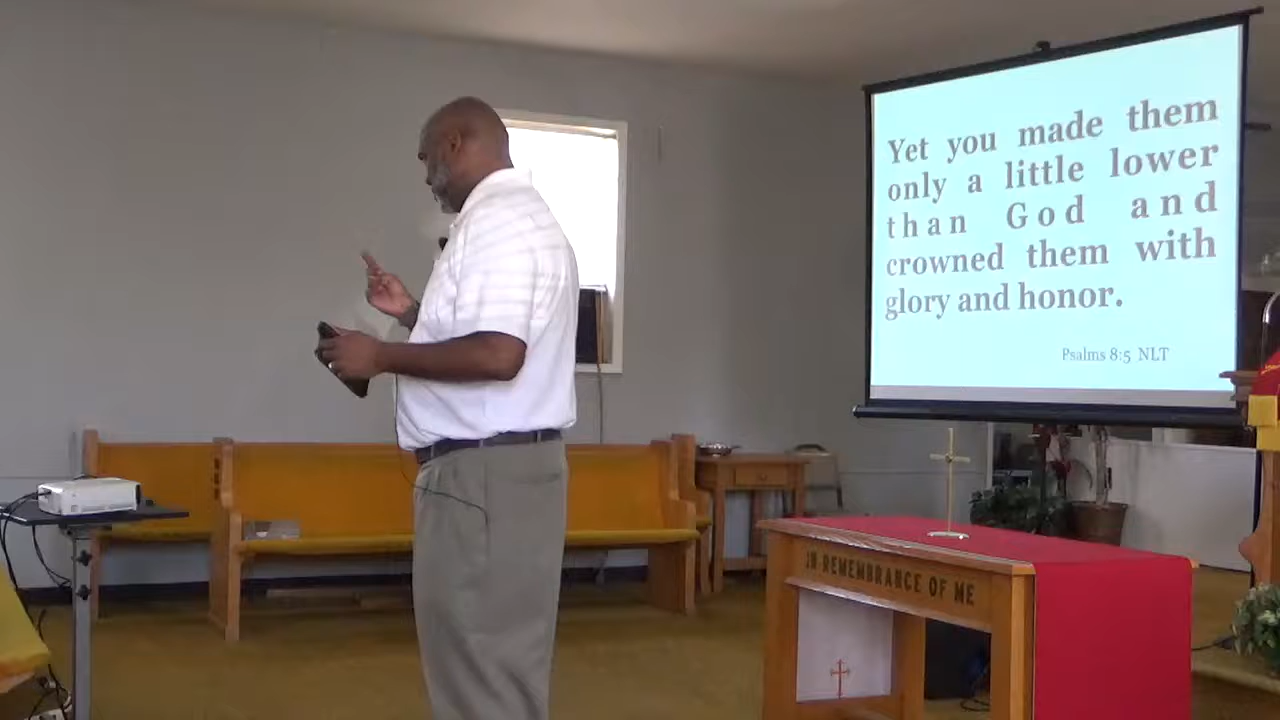 Yet you made them
only a little lower
than God and
crowned them with
glory and honor.
Psalms 8:5 NLT
IN REMEMBRANCE OF ME